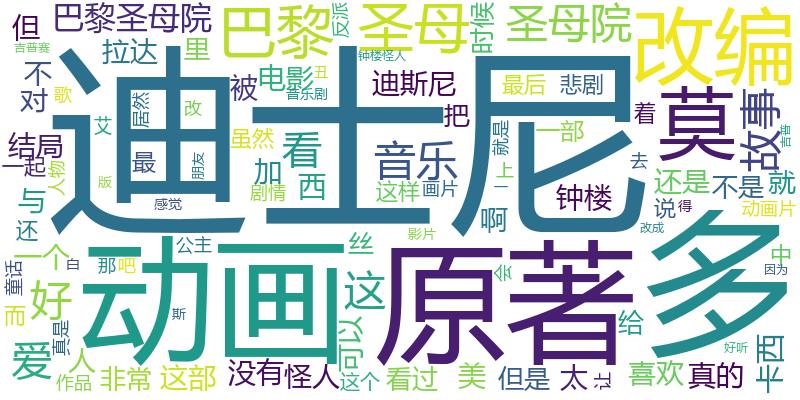 但
巴黎圣母院
吉普赛
拉达
里
不
对
歌
改
居然
艾
结局
一起
人物
版
最
朋友
与
还
感觉
巴黎
圣母
反派
时候
圣母院
钟楼怪人
电影
丑
音乐剧
被
迪斯尼
最后
悲剧
把
虽然
看
加
西
剧情
音乐
这样
画片
就是
一部
上
一
啊
钟楼
改编
莫
着
故事
吉普
去
还是
不是
就
说
得
动画片
改成
迪士尼
动画
原著
多
一个
那
吧
公主
丝
影片
会
中
童话
白
好
而
真是
斯
这
可以
给
因为
卡西
爱
人
作品
非常
这部
没有
怪人
这个
看过
美
但是
太
让
喜欢
真的
好听